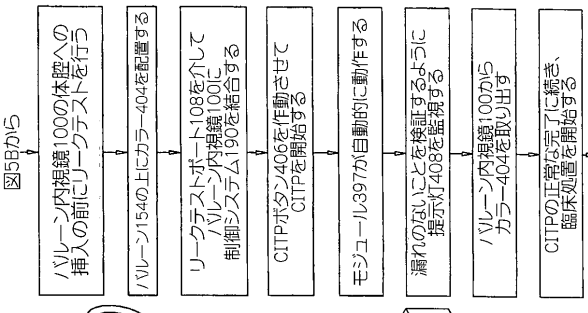 図5Bから
バルーン内視鏡100の体腔への
挿入の前にリークテストを行う
バルーン154の上にカラー404を配置する
リークテストポート108を介して
バルーン内視鏡100に
制御システム190を結合する
CITPボタン406を作動させて
CITPを開始する
モジュール397が自動的に動作する
漏れのないことを検証するように
提示灯408を監視する
バルーン内視鏡100から
カラー404を取り出す
CITPの正常な完了に続き、
臨床処置を開始する